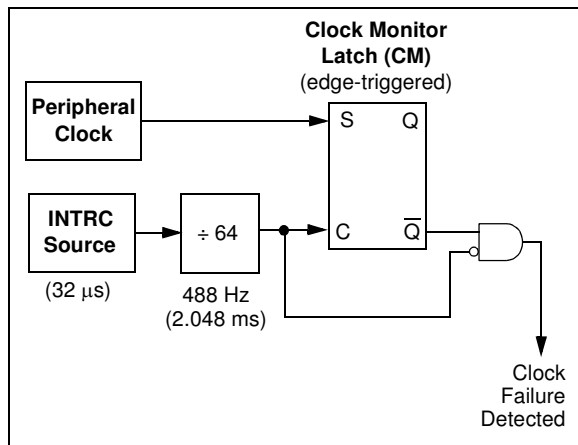 Clock Monitor
Latch (CM)
(edge-triggered)
Peripheral
Clock
S Q
INTRC
Source
÷ 64
C Q̅
(32 μs)
488 Hz
(2.048 ms)
Clock
Failure
Detected